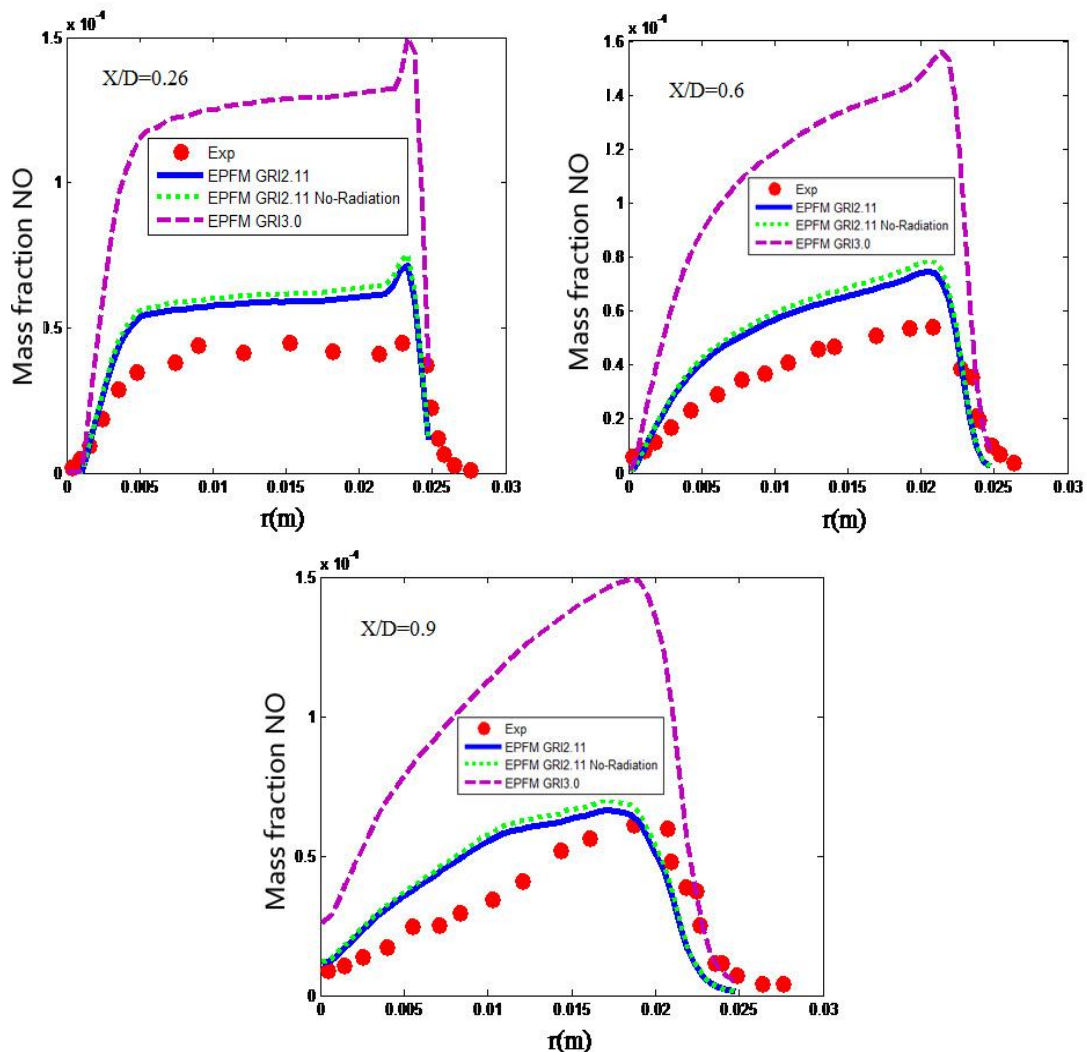 x 10⁻⁴
1.5
1
0.5
0
X/D=0.26
Exp
EPFM GRI2.11
EPFM GRI2.11 No-Radiation
EPFM GRI3.0
Mass fraction NO
0 0.005 0.01 0.015 0.02 0.025 0.03
r(m)
x 10⁻⁴
1.6
1.4
1.2
1
0.8
0.6
0.4
0.2
0
X/D=0.6
Exp
EPFM GRI2.11
EPFM GRI2.11 No-Radiation
EPFM GRI3.0
Mass fraction NO
0 0.005 0.01 0.015 0.02 0.025 0.03
r(m)
x 10⁻⁴
1.5
1
0.5
0
X/D=0.9
Exp
EPFM GRI2.11
EPFM GRI2.11 No-Radiation
EPFM GRI3.0
Mass fraction NO
0 0.005 0.01 0.015 0.02 0.025 0.03
r(m)